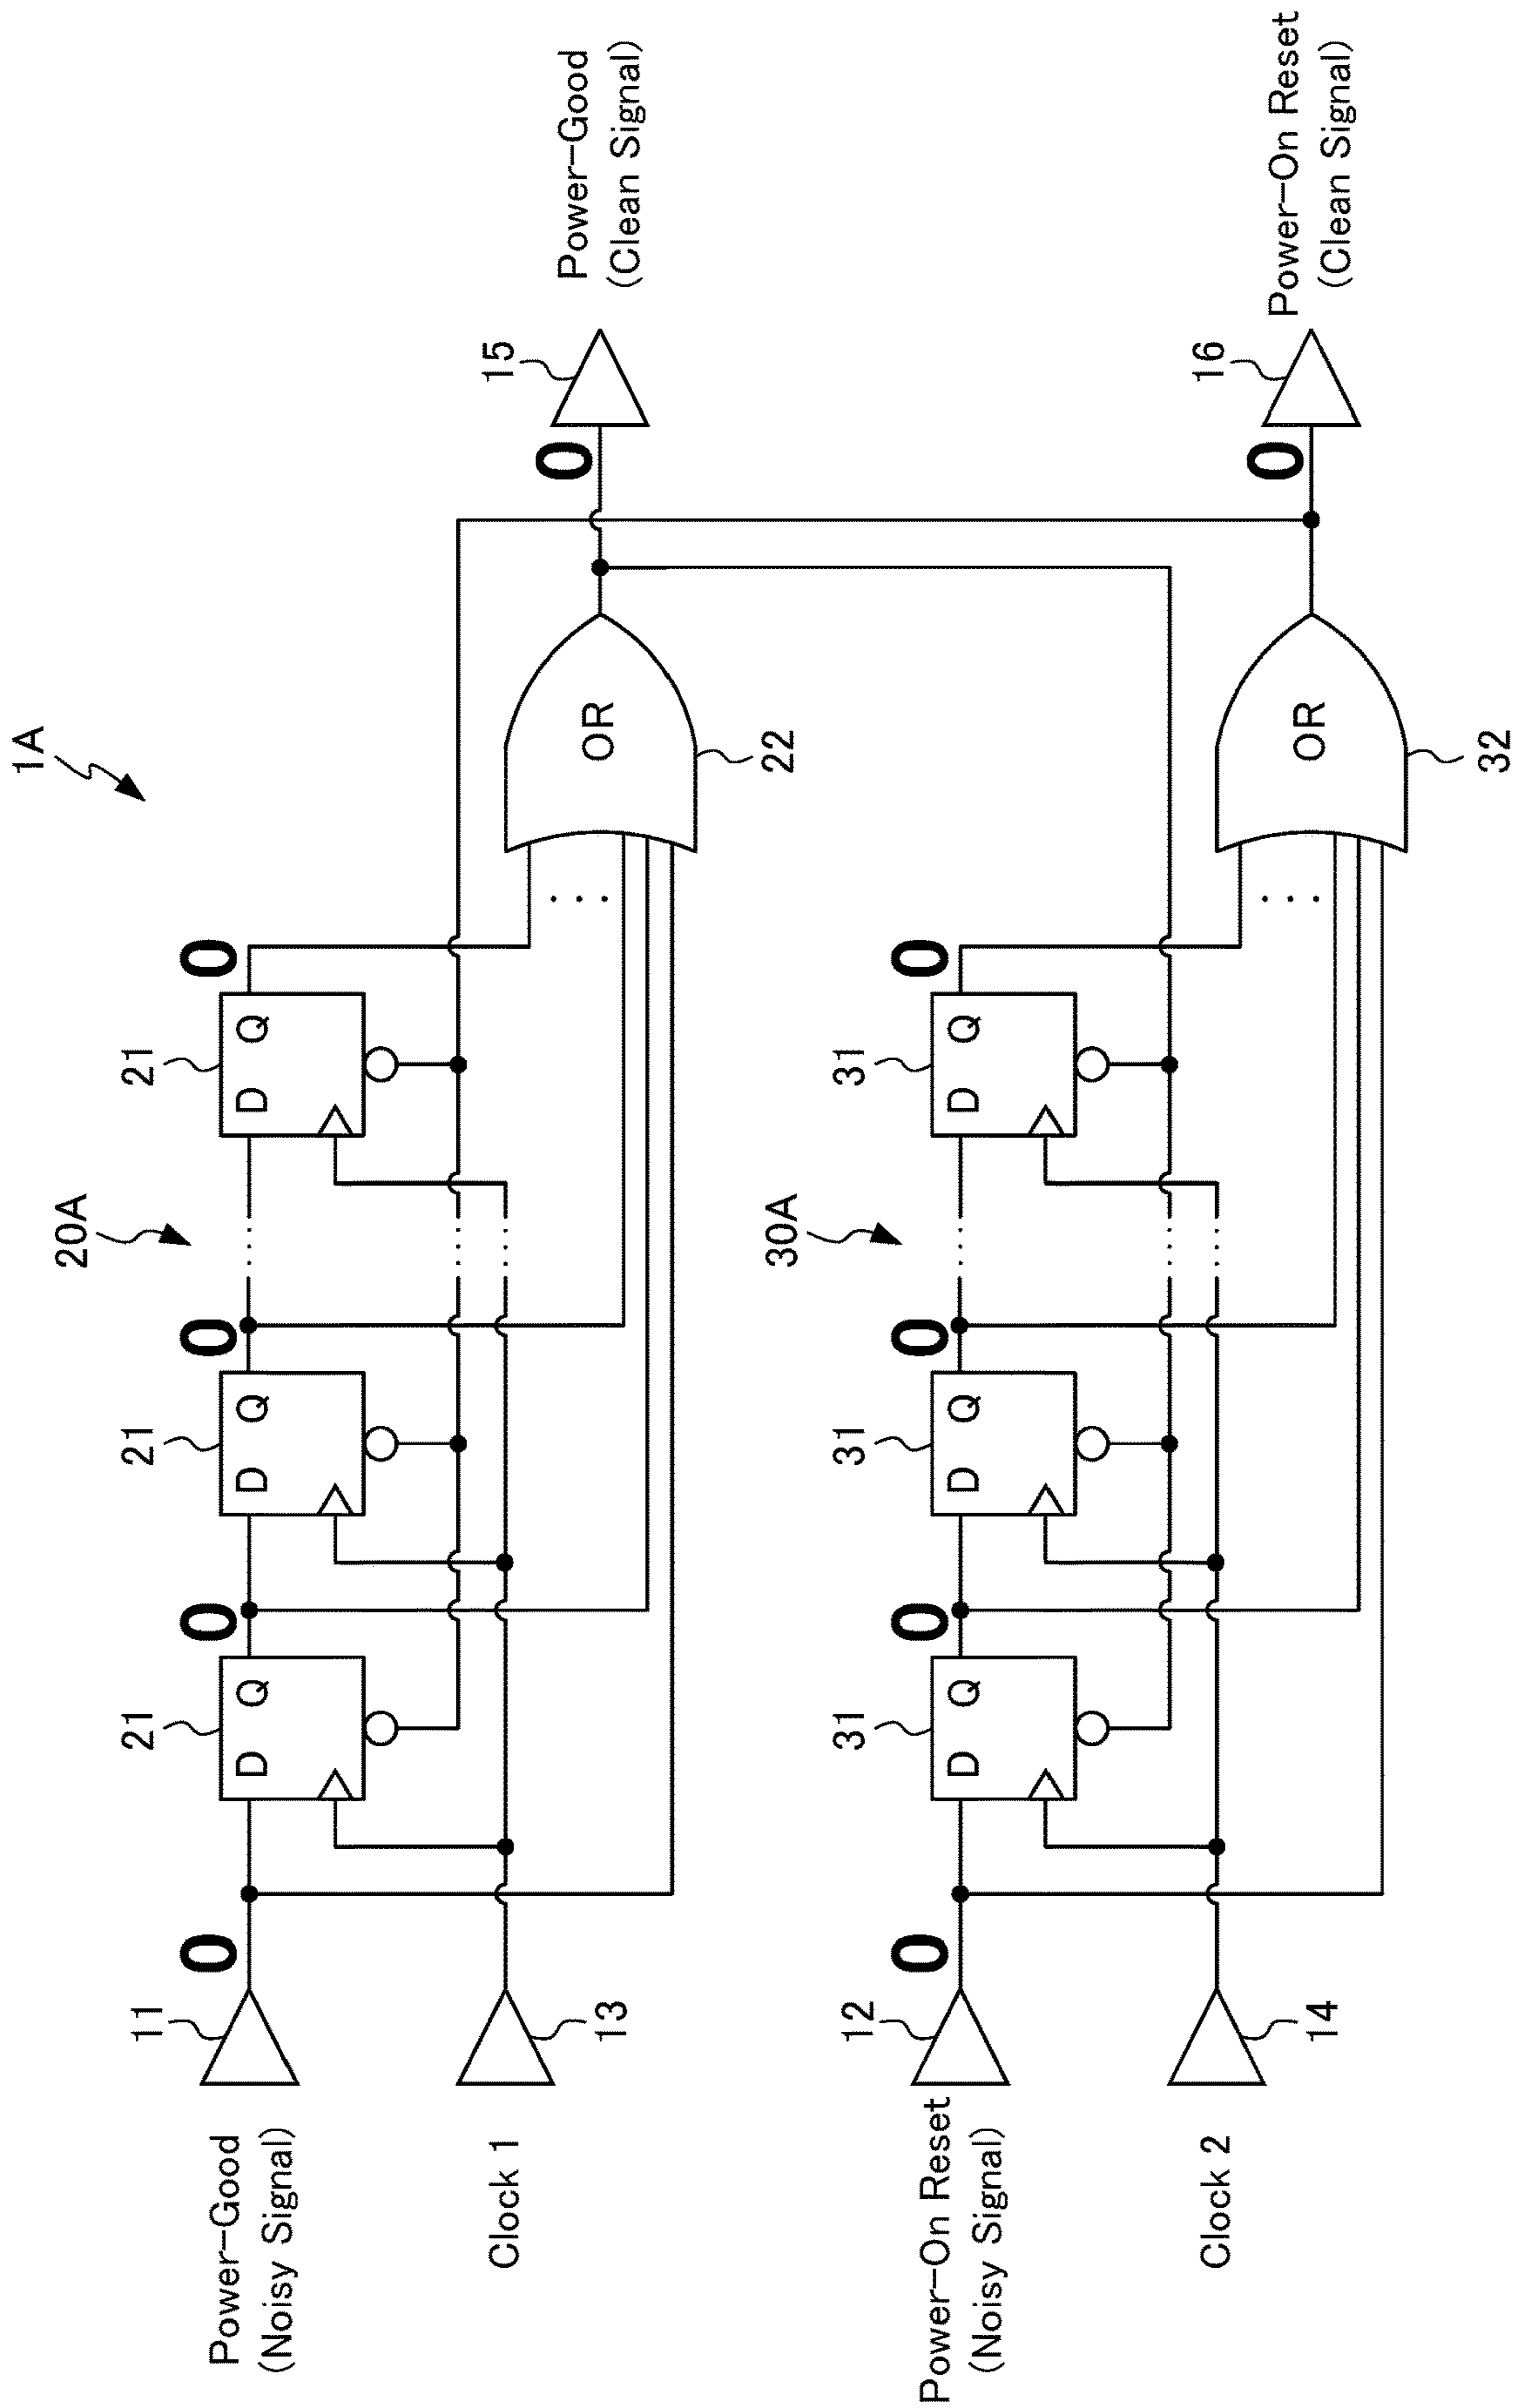 1A
20A
21
21
21
D Q
D Q
D Q
0
0
0
0
11
Power-Good
(Noisy Signal)
13
Clock 1
OR
22
0
15
Power-Good
(Clean Signal)
30A
31
31
31
D Q
D Q
D Q
0
0
0
0
12
Power-On Reset
(Noisy Signal)
14
Clock 2
OR
32
0
16
Power-On Reset
(Clean Signal)